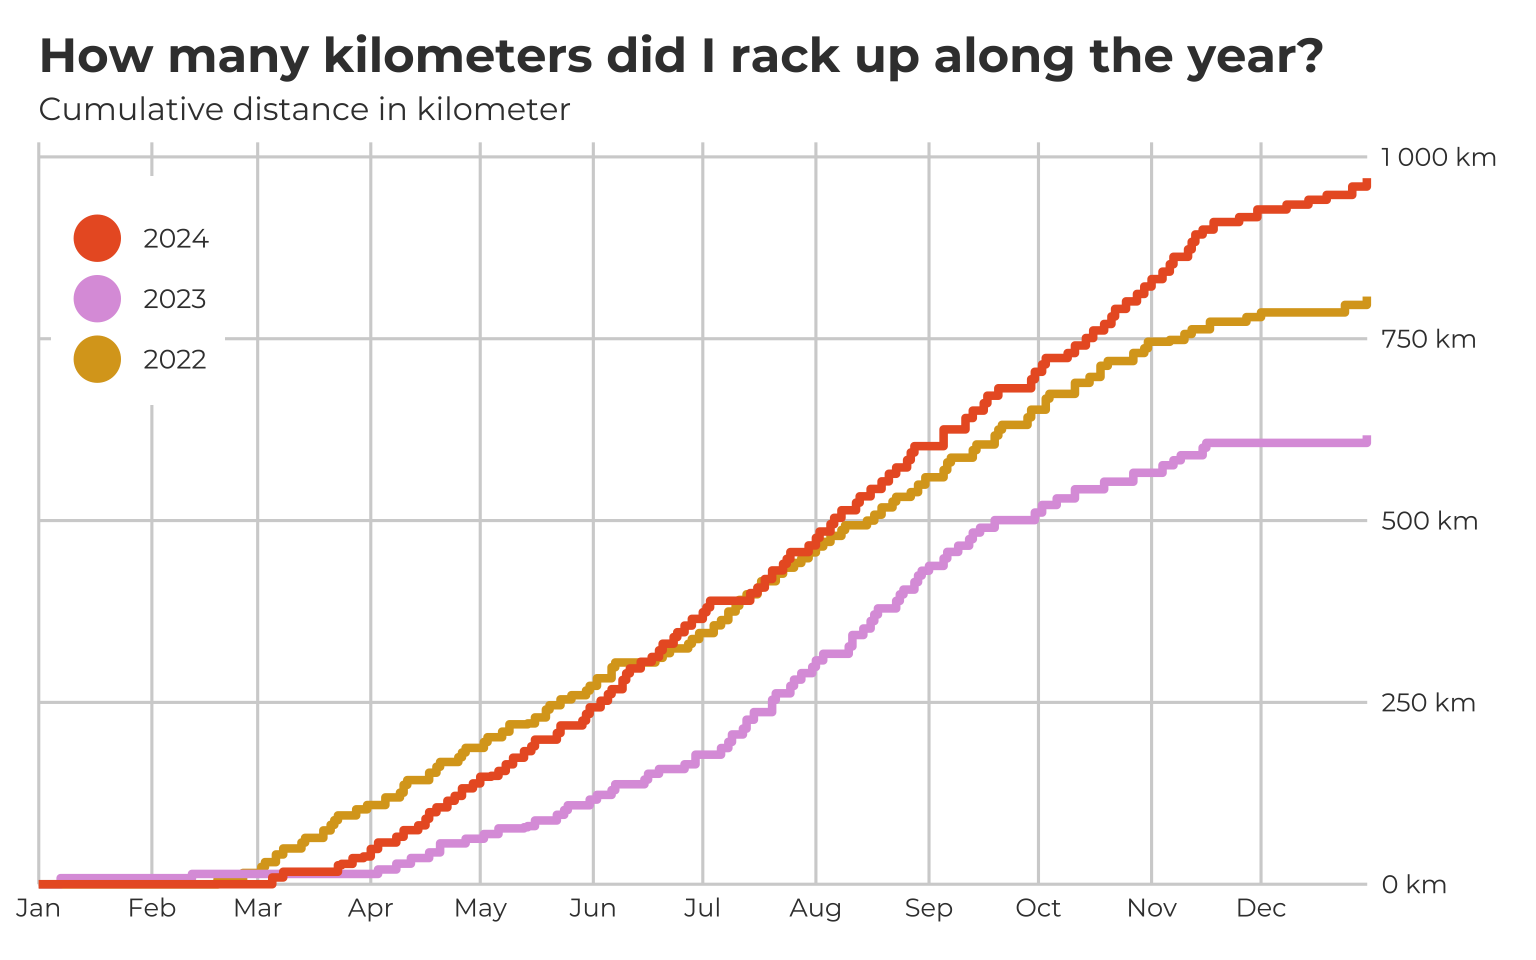 How many kilometers did I rack up along the year?
Cumulative distance in kilometer
1 000 km
2024
2023
750 km
2022
500 km
250 km
0 km
Jan Feb Mar Apr May Jun Jul Aug Sep Oct Nov Dec